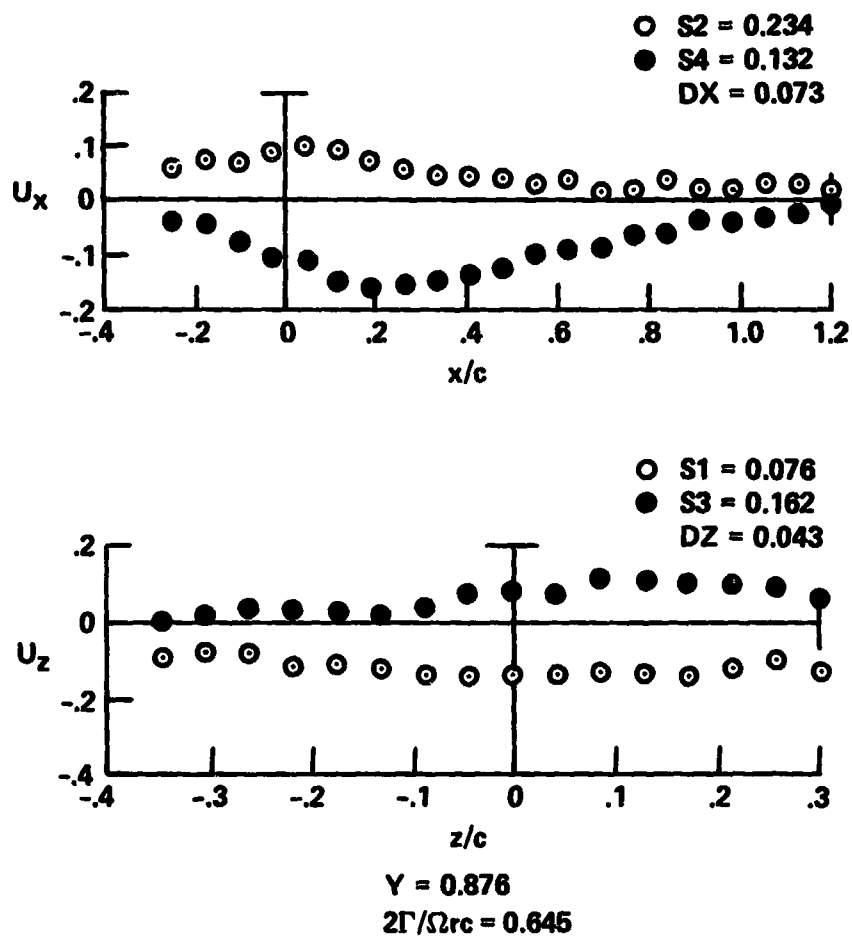 S2 = 0.234
S4 = 0.132
DX = 0.073
.2
.1
0
-.1
-.2
Ux
-.4 -.2 0 .2 .4 .6 .8 1.0 1.2
x/c
S1 = 0.076
S3 = 0.162
DZ = 0.043
.2
0
-.2
-.4
Uz
-.4 -.3 -.2 -.1 0 .1 .2 .3
z/c
Y = 0.876
2Γ/Ωrc = 0.645